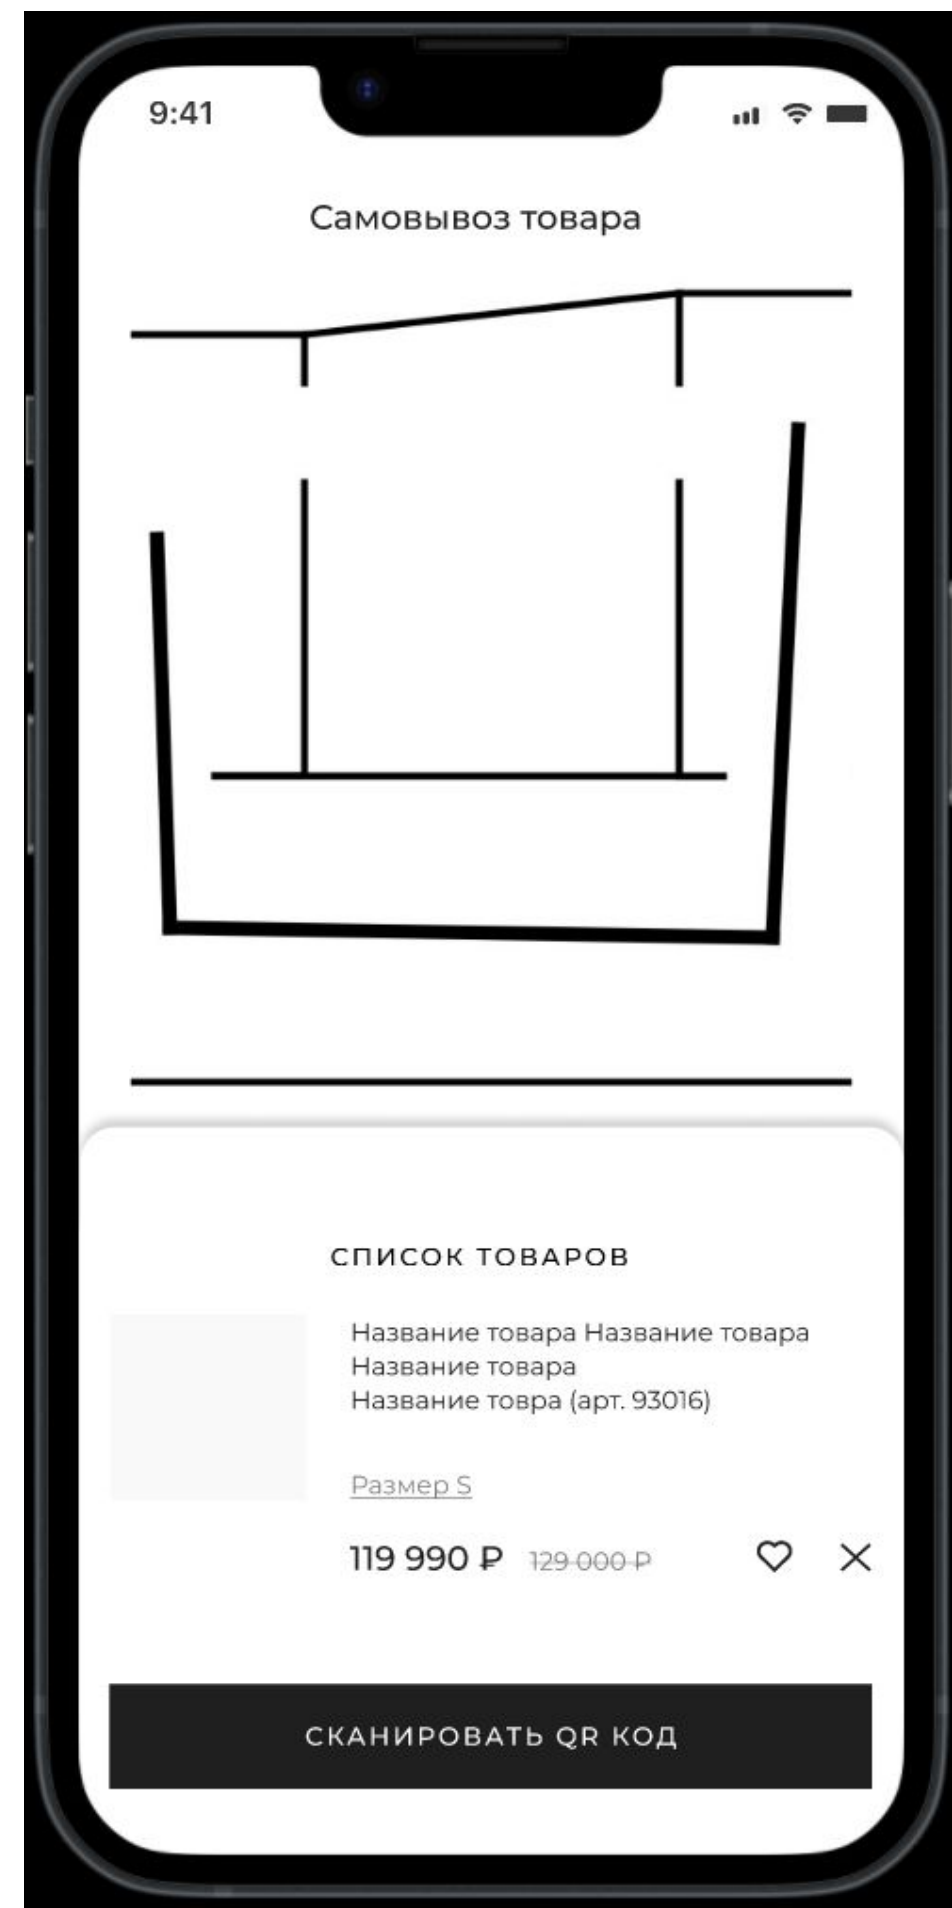 9:41
Самовывоз товара
СПИСОК ТОВАРОВ
Название товара Название товара
Название товара
Название товра (арт. 93016)
Размер S
119 990 ₽ 129 000 ₽
СКАНИРОВАТЬ QR КОД